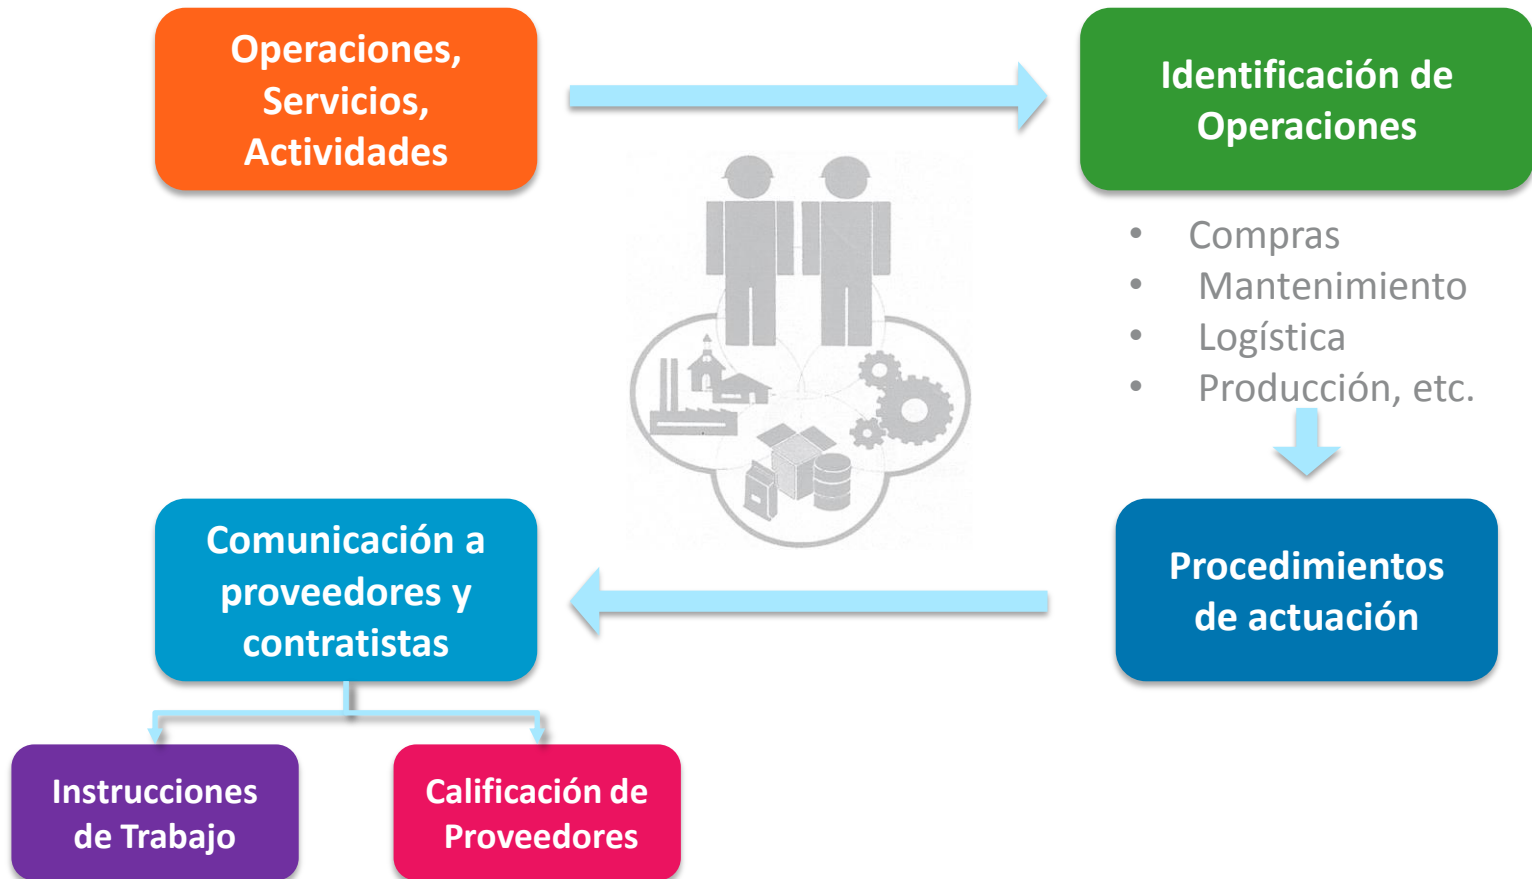 Operaciones,
Servicios,
Actividades
Identificación de
Operaciones
• Compras
• Mantenimiento
• Logística
• Producción, etc.
Procedimientos
de actuación
Comunicación a
proveedores y
contratistas
Instrucciones
de Trabajo
Calificación de
Proveedores